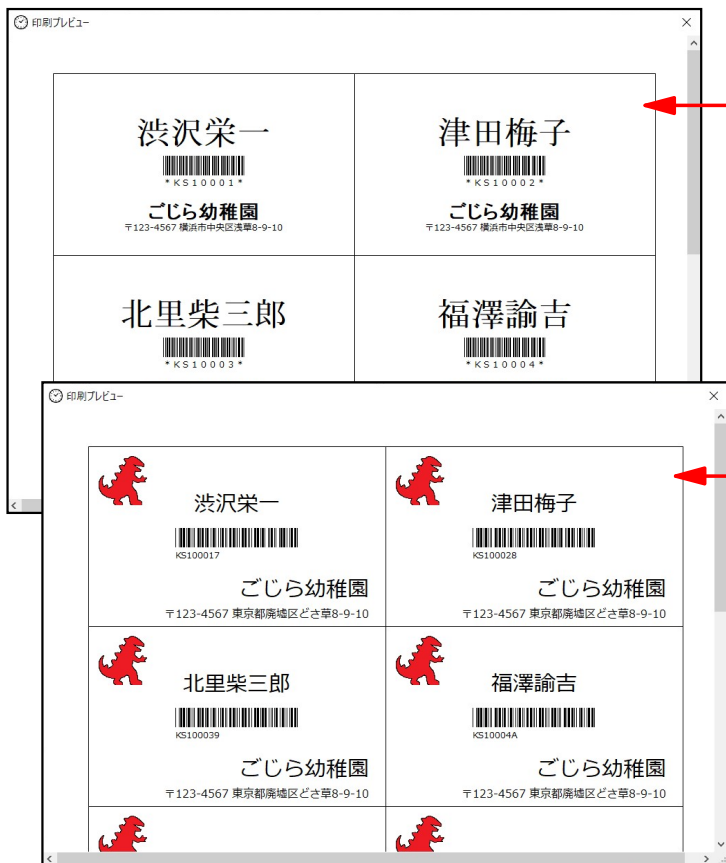 印刷プレビュー
渋沢栄一
*KS10001*
ごじら幼稚園
〒123-4567 横浜市中央区浅草8-9-10
津田梅子
*KS10002*
ごじら幼稚園
〒123-4567 横浜市中央区浅草8-9-10
北里柴三郎
*KS10003*
福澤諭吉
*KS10004*
印刷プレビュー
渋沢栄一
KS100017
ごじら幼稚園
〒123-4567 東京都廃墟区どさ草8-9-10
津田梅子
KS100028
ごじら幼稚園
〒123-4567 東京都廃墟区どさ草8-9-10
北里柴三郎
KS100039
ごじら幼稚園
〒123-4567 東京都廃墟区どさ草8-9-10
福澤諭吉
KS10004A
ごじら幼稚園
〒123-4567 東京都廃墟区どさ草8-9-10